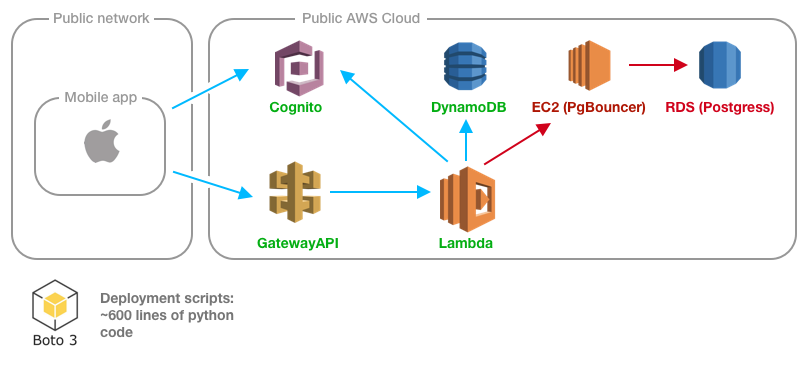 Public network
Public AWS Cloud
Mobile app
Cognito
DynamoDB
EC2 (PgBouncer)
RDS (Postgress)
GatewayAPI
Lambda
Boto 3
Deployment scripts:
~600 lines of python
code